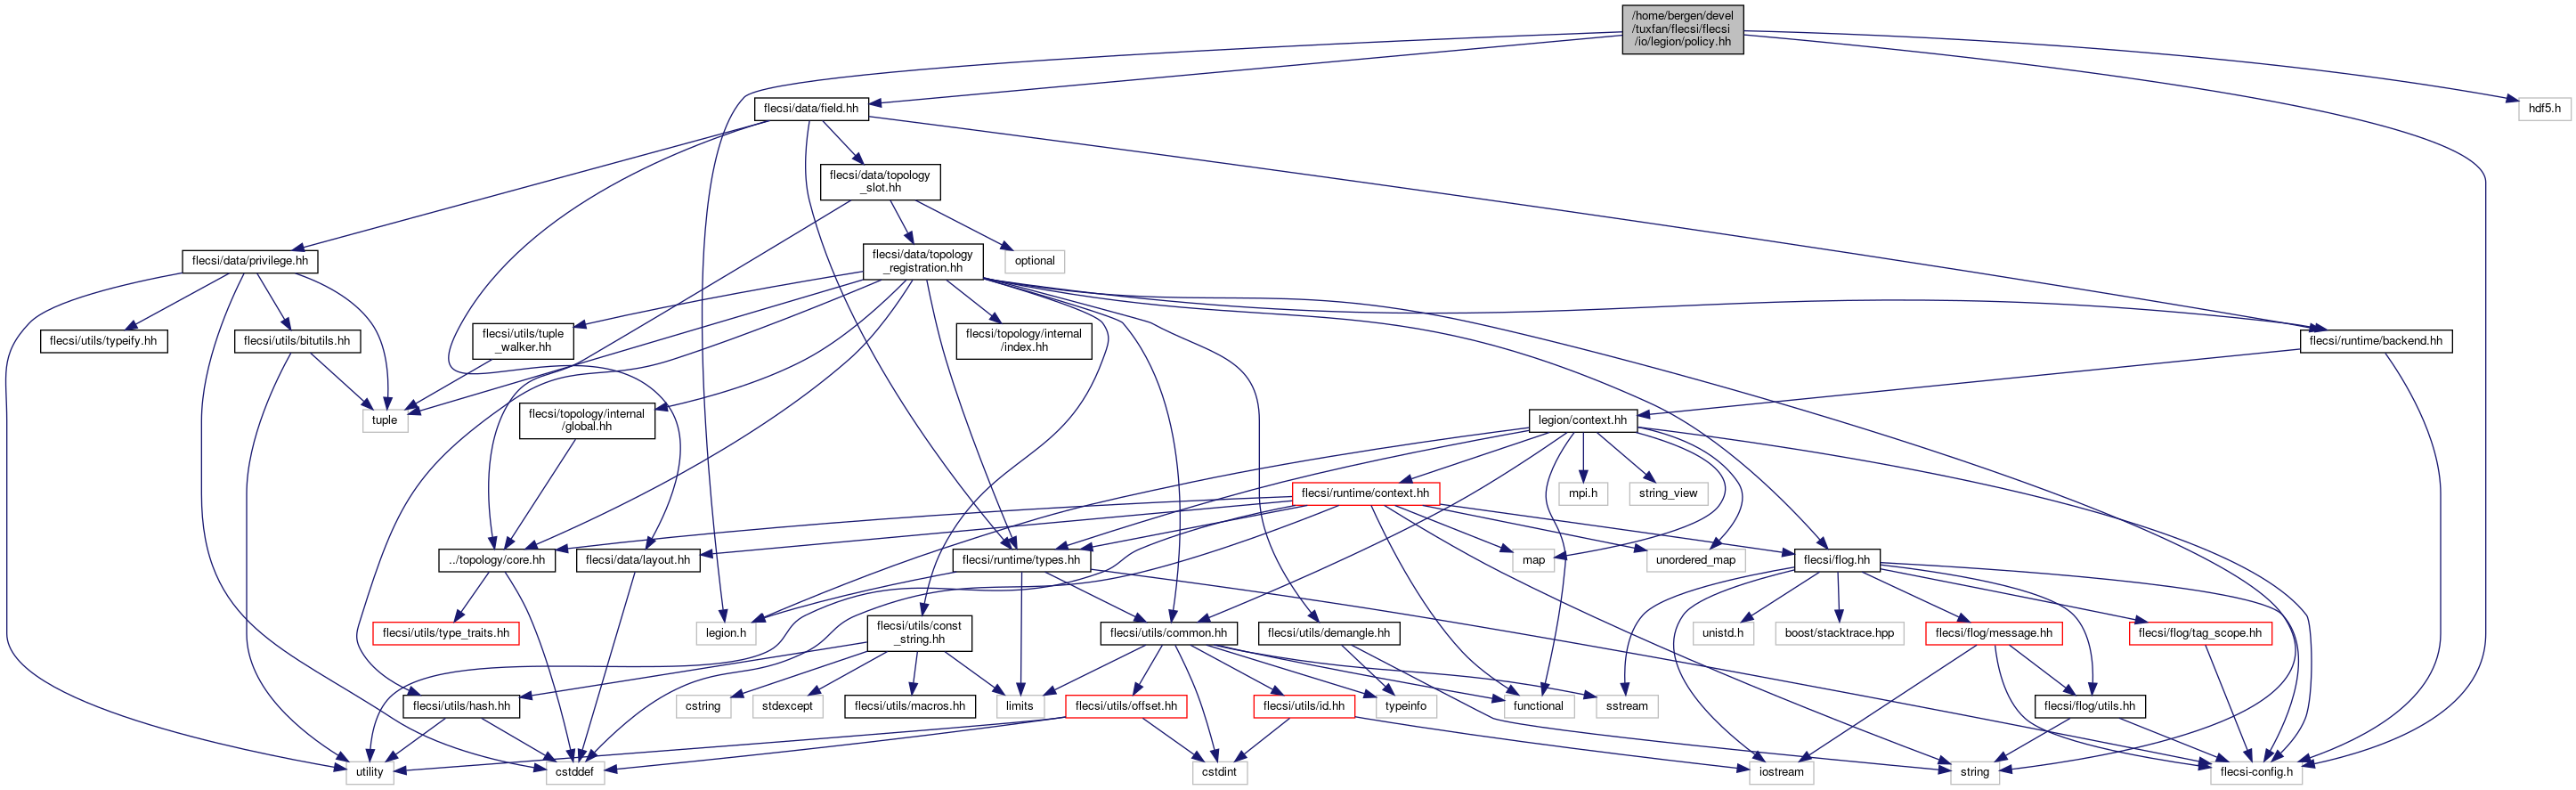 /home/bergen/devel
/tuxfan/flecsi/flecsi
/io/legion/policy.hh
flecsi/data/field.hh
hdf5.h
flecsi/data/topology
_slot.hh
flecsi/data/privilege.hh
flecsi/data/topology
_registration.hh
optional
flecsi/utils/typeify.hh
flecsi/utils/bitutils.hh
flecsi/utils/tuple
_walker.hh
flecsi/topology/internal
/index.hh
flecsi/runtime/backend.hh
tuple
flecsi/topology/internal
/global.hh
legion/context.hh
flecsi/runtime/context.hh
mpi.h
string_view
../topology/core.hh
flecsi/data/layout.hh
flecsi/runtime/types.hh
map
unordered_map
flecsi/flog.hh
flecsi/utils/type_traits.hh
legion.h
flecsi/utils/const
_string.hh
flecsi/utils/common.hh
flecsi/utils/demangle.hh
unistd.h
boost/stacktrace.hpp
flecsi/flog/message.hh
flecsi/flog/tag_scope.hh
flecsi/utils/hash.hh
cstring
stdexcept
flecsi/utils/macros.hh
limits
flecsi/utils/offset.hh
flecsi/utils/id.hh
typeinfo
functional
sstream
flecsi/flog/utils.hh
utility
cstddef
cstdint
iostream
string
flecsi-config.h